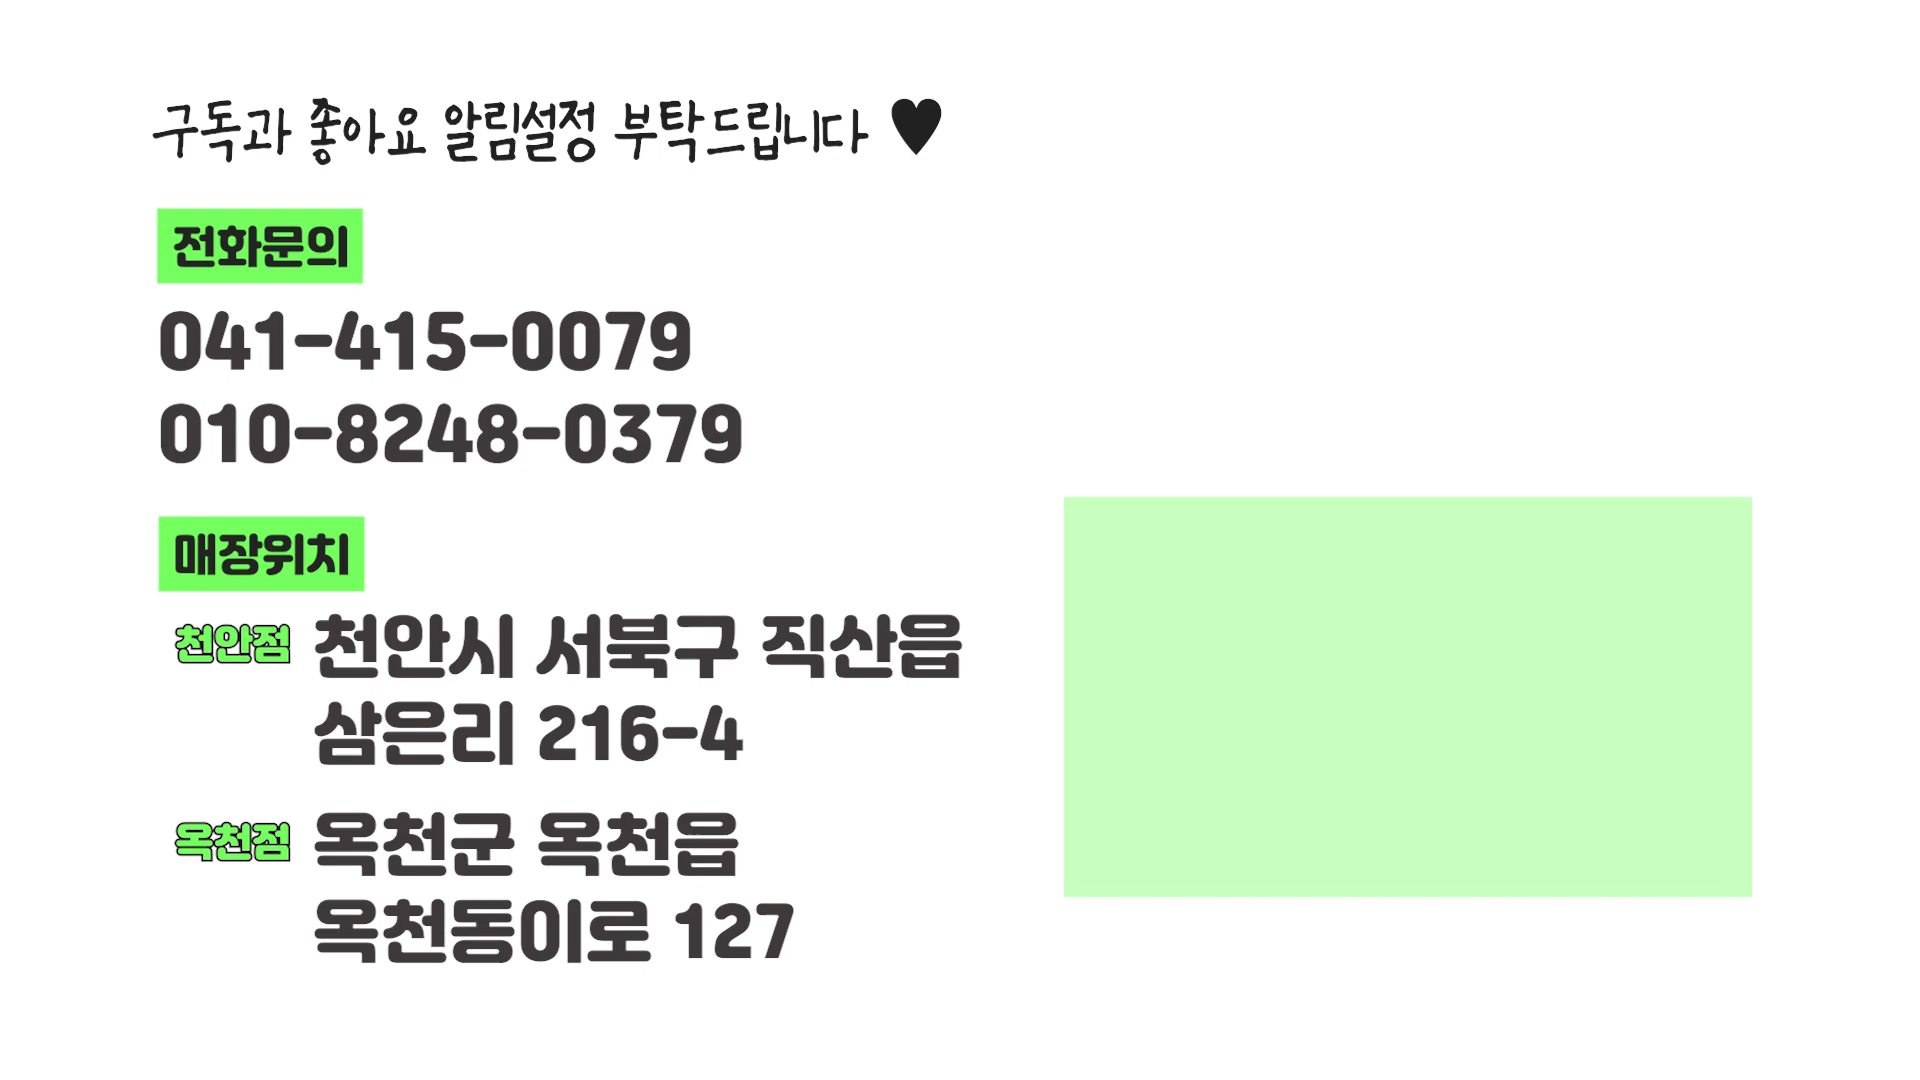 구독과 좋아요 알림설정 부탁드립니다 ♥
전화문의
041-415-0079
010-8248-0379
매장위치
천안점 천안시 서북구 직산읍
삼은리 216-4
옥천점 옥천군 옥천읍
옥천동이로 127